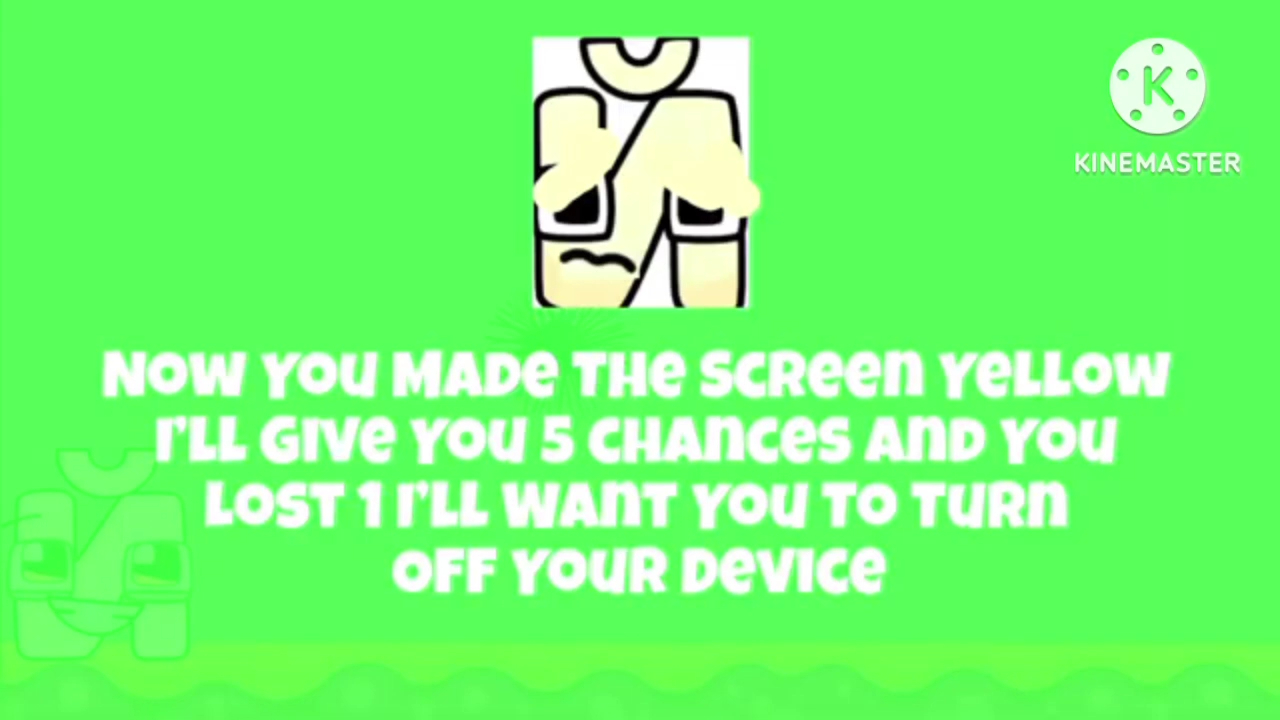 KINEMASTER
NOW YOU MADE THE SCREEN YELLOW
I'LL GIVE YOU 5 CHANCES AND YOU
LOST 1 I'LL WANT YOU TO TURN
OFF YOUR DEVICE